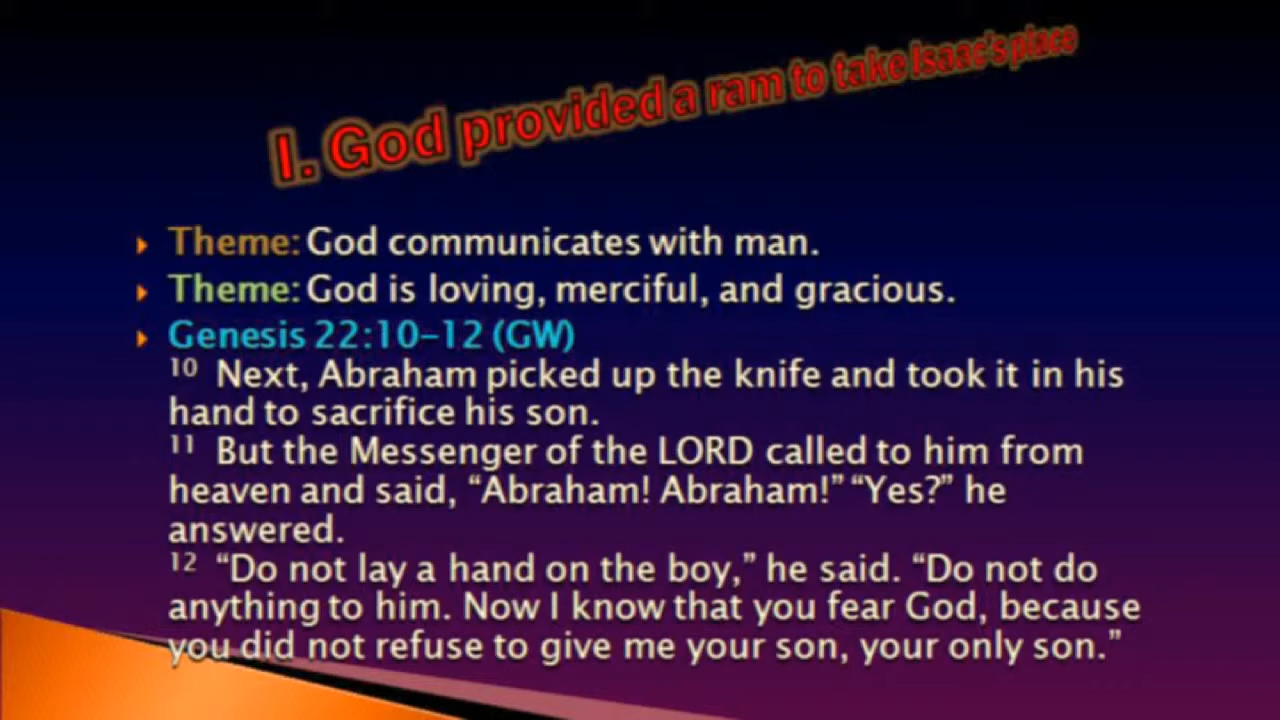 I. God provided a ram to take Isaac's place
Theme: God communicates with man.
Theme: God is loving, merciful, and gracious.
Genesis 22:10-12 (GW)
10 Next, Abraham picked up the knife and took it in his
hand to sacrifice his son.
11 But the Messenger of the LORD called to him from
heaven and said, “Abraham! Abraham!” “Yes?” he
answered.
12 “Do not lay a hand on the boy,” he said. “Do not do
anything to him. Now I know that you fear God, because
you did not refuse to give me your son, your only son.”